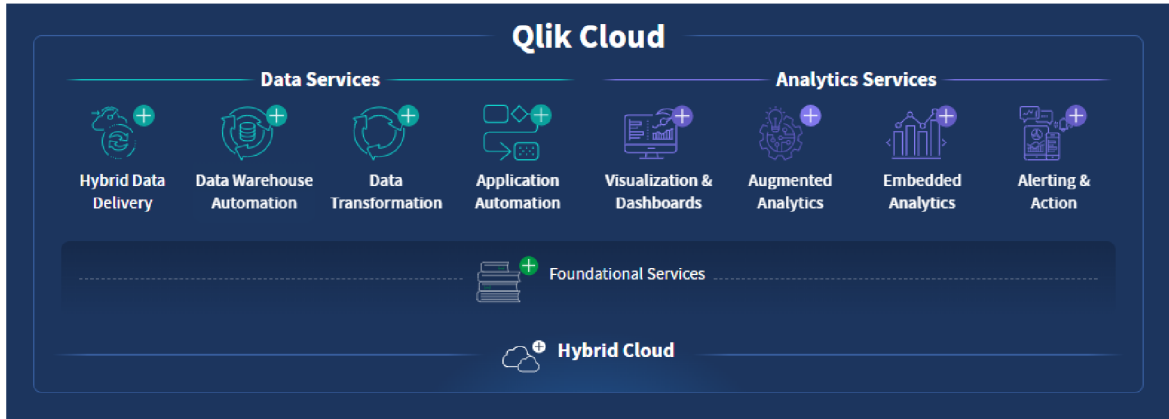 Qlik Cloud
Data Services
Analytics Services
Hybrid Data
Delivery
Data Warehouse
Automation
Data
Transformation
Application
Automation
Visualization &
Dashboards
Augmented
Analytics
Embedded
Analytics
Alerting &
Action
Foundational Services
Hybrid Cloud